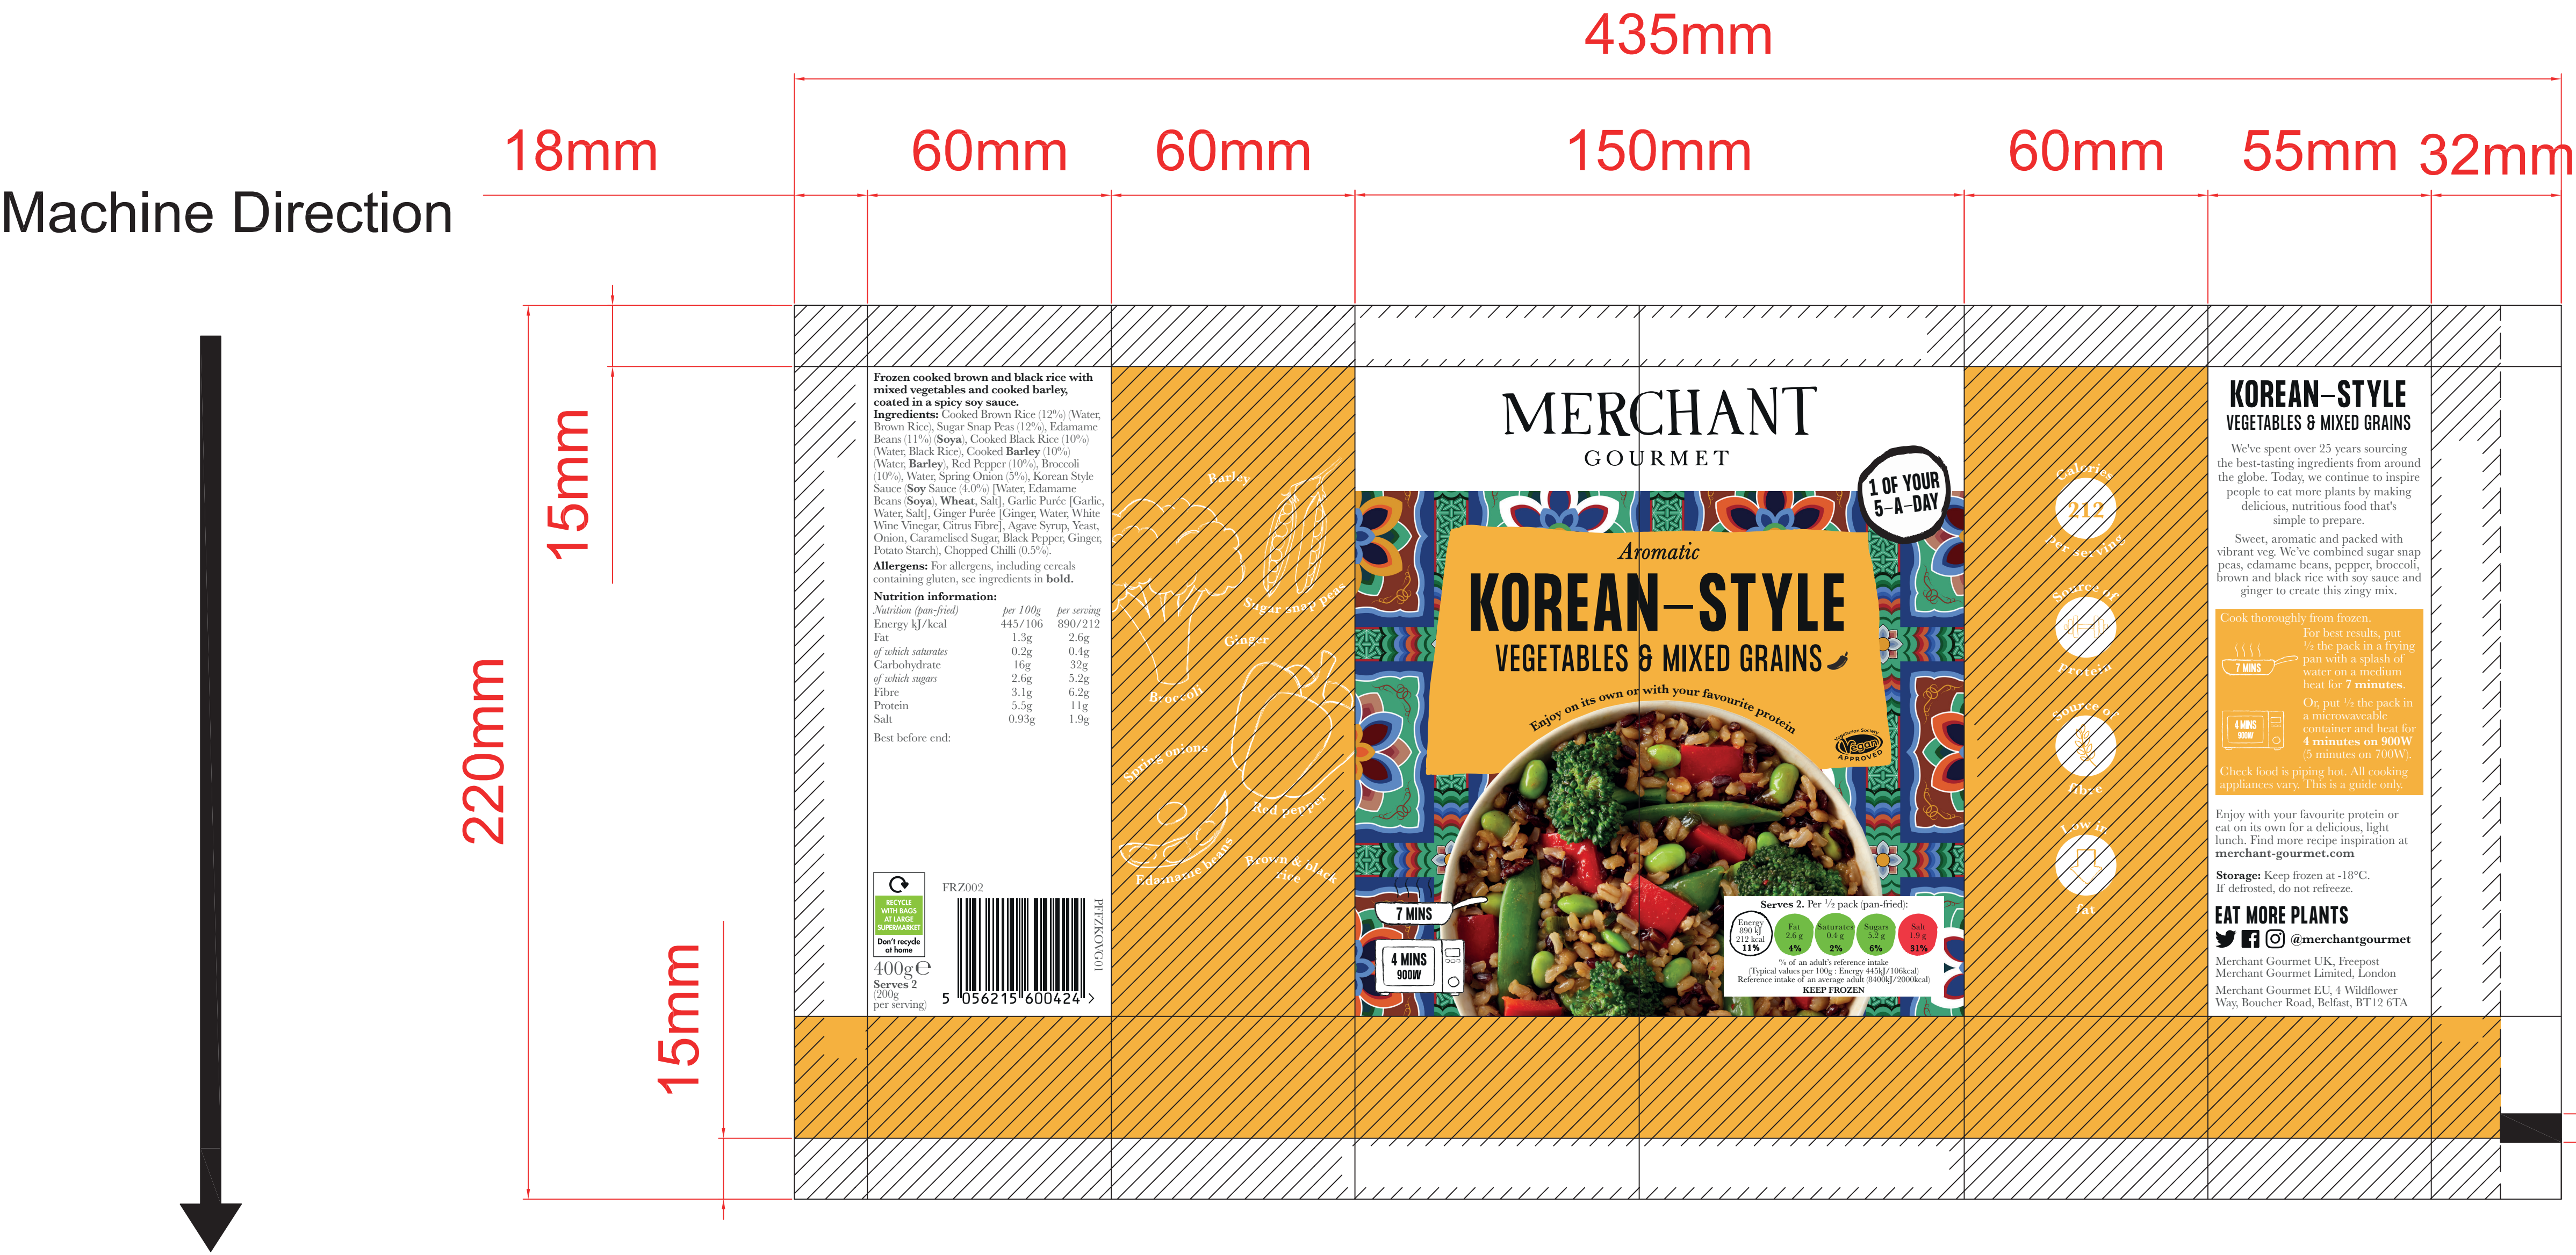 435mm
18mm
60mm
60mm
150mm
60mm
55mm
32mm
Machine Direction
15mm
220mm
15mm
Frozen cooked brown and black rice with
mixed vegetables and cooked barley,
coated in a spicy soy sauce.
Ingredients: Cooked Brown Rice (12%) (Water,
Brown Rice), Sugar Snap Peas (12%), Edamame
Beans (11%) (Soya), Cooked Black Rice (10%)
(Water, Black Rice), Cooked Barley (10%)
(Water, Barley), Red Pepper (10%), Broccoli
(10%), Water, Spring Onion (5%), Korean Style
Sauce (Soy Sauce (4.0%) [Water, Edamame
Beans (Soya), Wheat, Salt], Garlic Purée [Garlic,
Water, Salt], Ginger Purée [Ginger, Water, White
Wine Vinegar, Citrus Fibre], Agave Syrup, Yeast,
Onion, Caramelised Sugar, Black Pepper, Ginger,
Potato Starch), Chopped Chilli (0.5%).
Allergens: For allergens, including cereals
containing gluten, see ingredients in bold.
Nutrition information:
Nutrition (pan-fried) per 100g per serving
Energy kJ/kcal 445/106 890/212
Fat 1.3g 2.6g
of which saturates 0.2g 0.4g
Carbohydrate 16g 32g
of which sugars 2.6g 5.2g
Fibre 3.1g 6.2g
Protein 5.5g 11g
Salt 0.93g 1.9g
Best before end:
RECYCLE
WITH BAGS
AT LARGE
SUPERMARKET
Don't recycle
at home
400g℮
Serves 2
(200g
per serving)
FRZ002
5 056215 600424 >
PFFZKOVG01
Barley
Sugar snap peas
Ginger
Broccoli
Spring onions
Red pepper
Edamame beans
Brown & black
rice
MERCHANT
GOURMET
1 OF YOUR
5-A-DAY
Aromatic
KOREAN-STYLE
VEGETABLES & MIXED GRAINS
Enjoy on its own or with your favourite protein
Vegetarian Society
Vegan
APPROVED
7 MINS
4 MINS
900W
Serves 2. Per ½ pack (pan-fried):
Energy
890 kJ
212 kcal
11%
Fat
2.6 g
4%
Saturates
0.4 g
2%
Sugars
5.2 g
6%
Salt
1.9 g
31%
% of an adult's reference intake
(Typical values per 100g : Energy 445kJ/106kcal)
Reference intake of an average adult (8400kJ/2000kcal)
KEEP FROZEN
Calories
212
per serving
Source of
protein
Source of
fibre
Low in
fat
KOREAN-STYLE
VEGETABLES & MIXED GRAINS
We've spent over 25 years sourcing
the best-tasting ingredients from around
the globe. Today, we continue to inspire
people to eat more plants by making
delicious, nutritious food that's
simple to prepare.
Sweet, aromatic and packed with
vibrant veg. We've combined sugar snap
peas, edamame beans, pepper, broccoli,
brown and black rice with soy sauce and
ginger to create this zingy mix.
Cook thoroughly from frozen.
7 MINS
For best results, put
½ the pack in a frying
pan with a splash of
water on a medium
heat for 7 minutes.
4 MINS
900W
Or, put ½ the pack in
a microwaveable
container and heat for
4 minutes on 900W
(5 minutes on 700W).
Check food is piping hot. All cooking
appliances vary. This is a guide only.
Enjoy with your favourite protein or
eat on its own for a delicious, light
lunch. Find more recipe inspiration at
merchant-gourmet.com
Storage: Keep frozen at -18°C.
If defrosted, do not refreeze.
EAT MORE PLANTS
@merchantgourmet
Merchant Gourmet UK, Freepost
Merchant Gourmet Limited, London
Merchant Gourmet EU, 4 Wildflower
Way, Boucher Road, Belfast, BT12 6TA